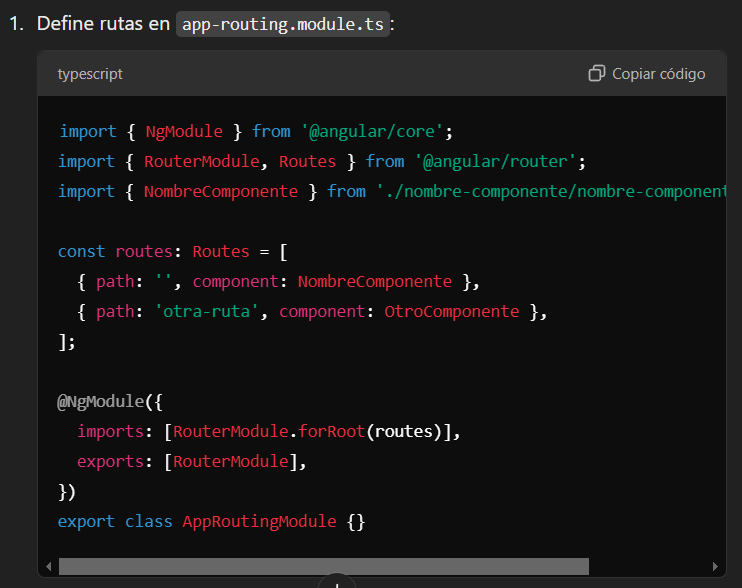 1. Define rutas en app-routing.module.ts:
typescript
Copiar código
import { NgModule } from '@angular/core';
import { RouterModule, Routes } from '@angular/router';
import { NombreComponente } from './nombre-componente/nombre-component
const routes: Routes = [
{ path: '', component: NombreComponente },
{ path: 'otra-ruta', component: OtroComponente },
];
@NgModule({
imports: [RouterModule.forRoot(routes)],
exports: [RouterModule],
})
export class AppRoutingModule {}